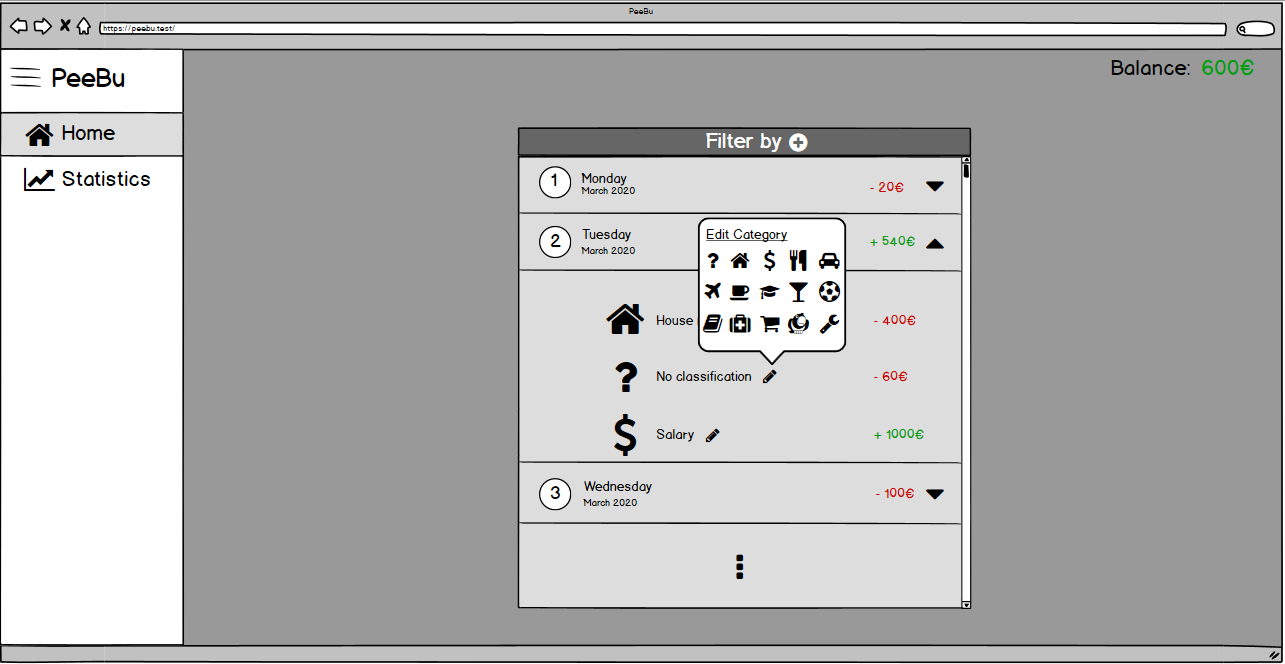 PeeBu
https://peebu.test/
PeeBu
Balance: 600€
Home
Statistics
Filter by
1 Monday - 20€
March 2020
2 Tuesday + 540€
March 2020
Edit Category
House - 400€
No classification - 60€
Salary + 1000€
3 Wednesday - 100€
March 2020